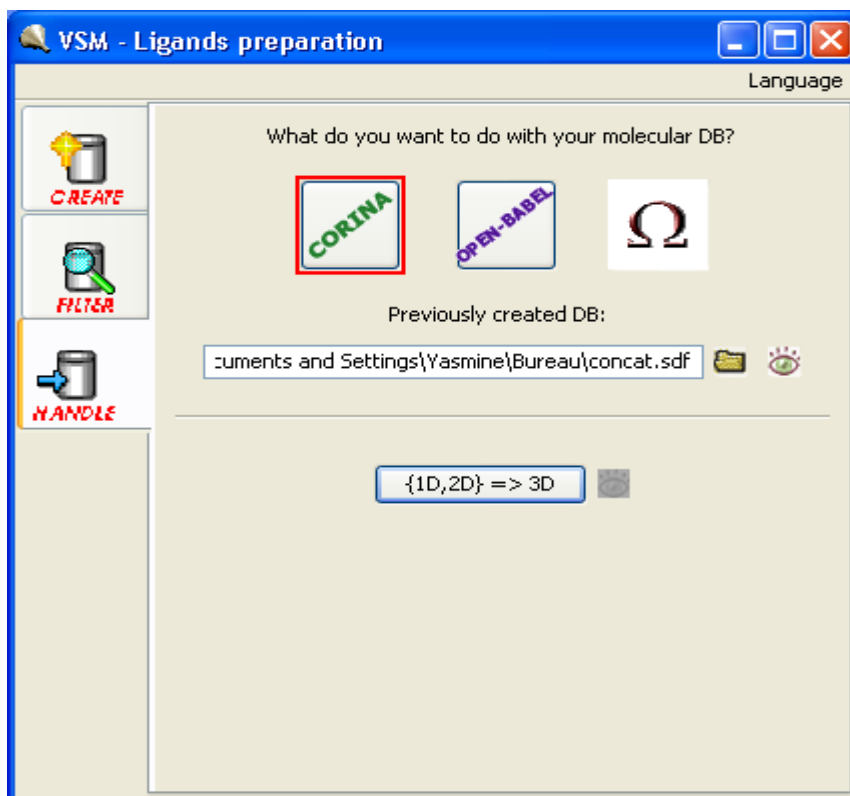 VSM - Ligands preparation
Language
What do you want to do with your molecular DB?
CREATE
CORINA
OPEN-BABEL
Ω
FILTER
Previously created DB:
cuments and Settings\Yasmine\Bureau\concat.sdf
HANDLE
{1D,2D} => 3D